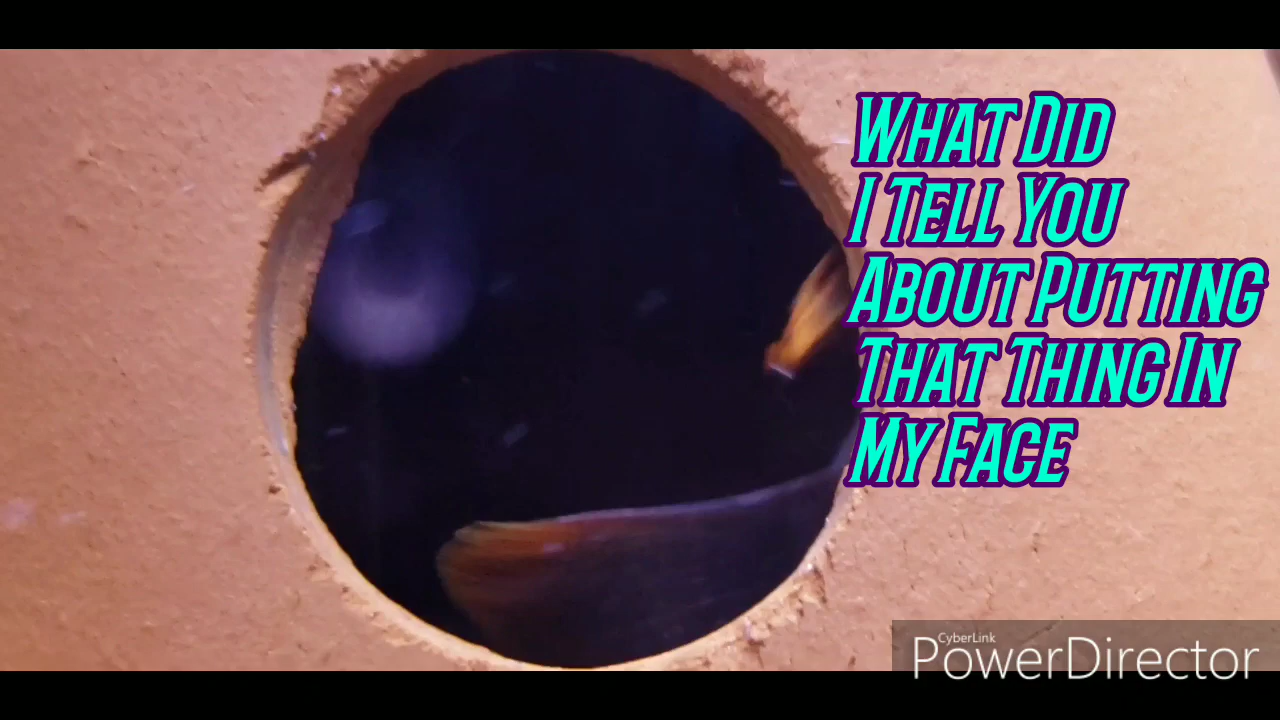 What Did
I Tell You
About Putting
That Thing In
My Face
CyberLink
PowerDirector